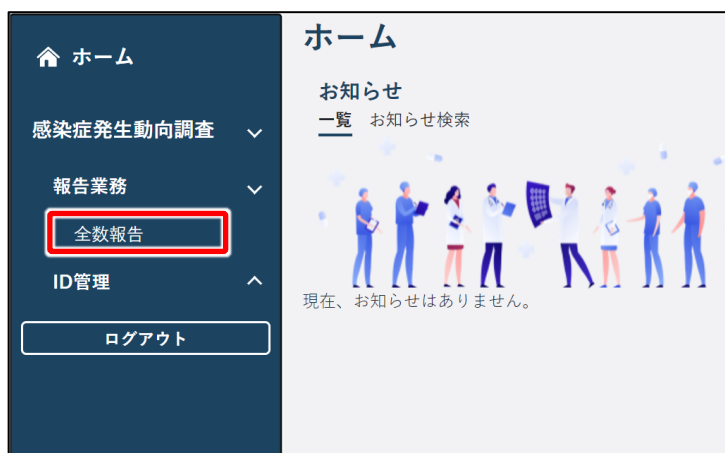 ホーム
感染症発生動向調査
報告業務
全数報告
ID管理
ログアウト
ホーム
お知らせ
一覧 お知らせ検索
現在、お知らせはありません。